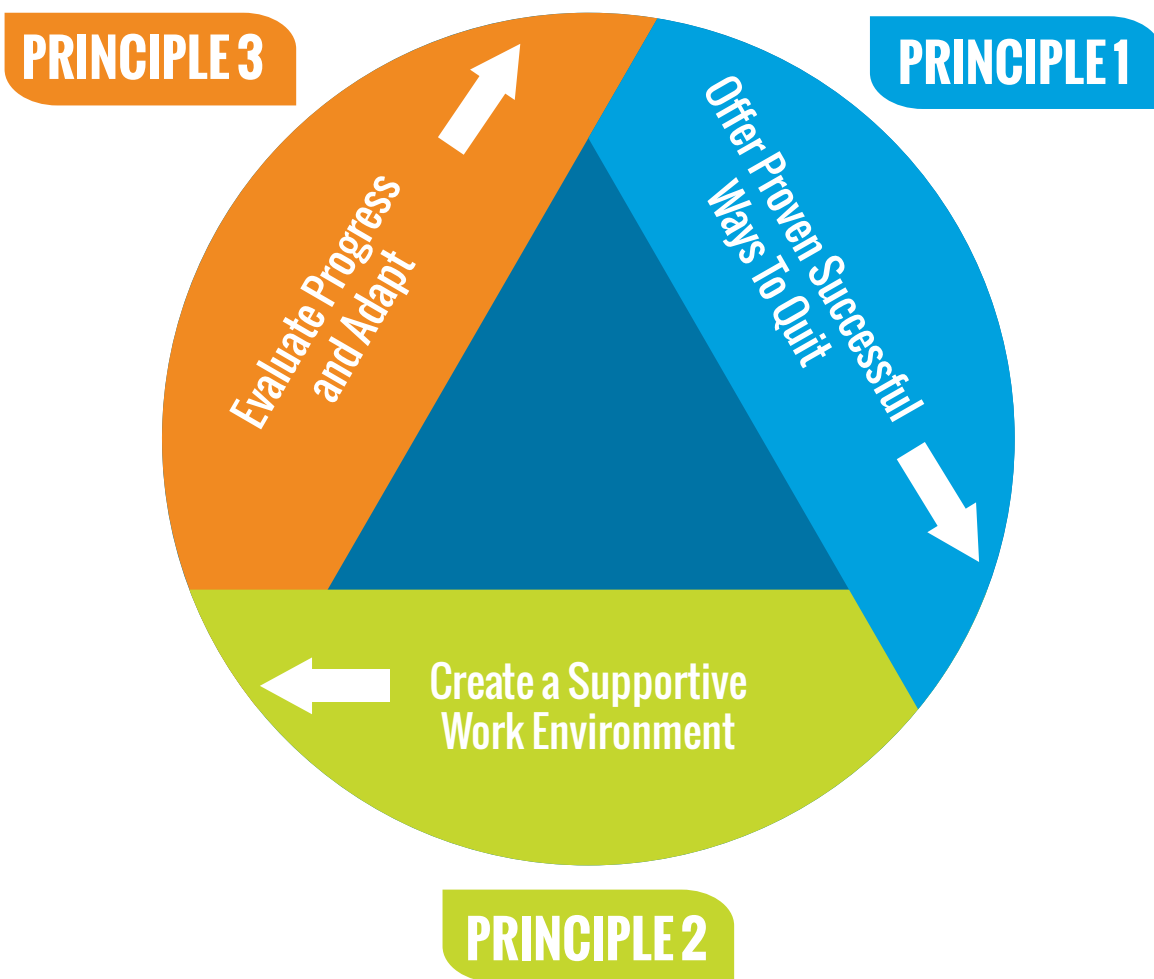 PRINCIPLE 3
PRINCIPLE 1
Offer Proven Successful
Ways To Quit
Evaluate Progress
and Adapt
Create a Supportive
Work Environment
PRINCIPLE 2